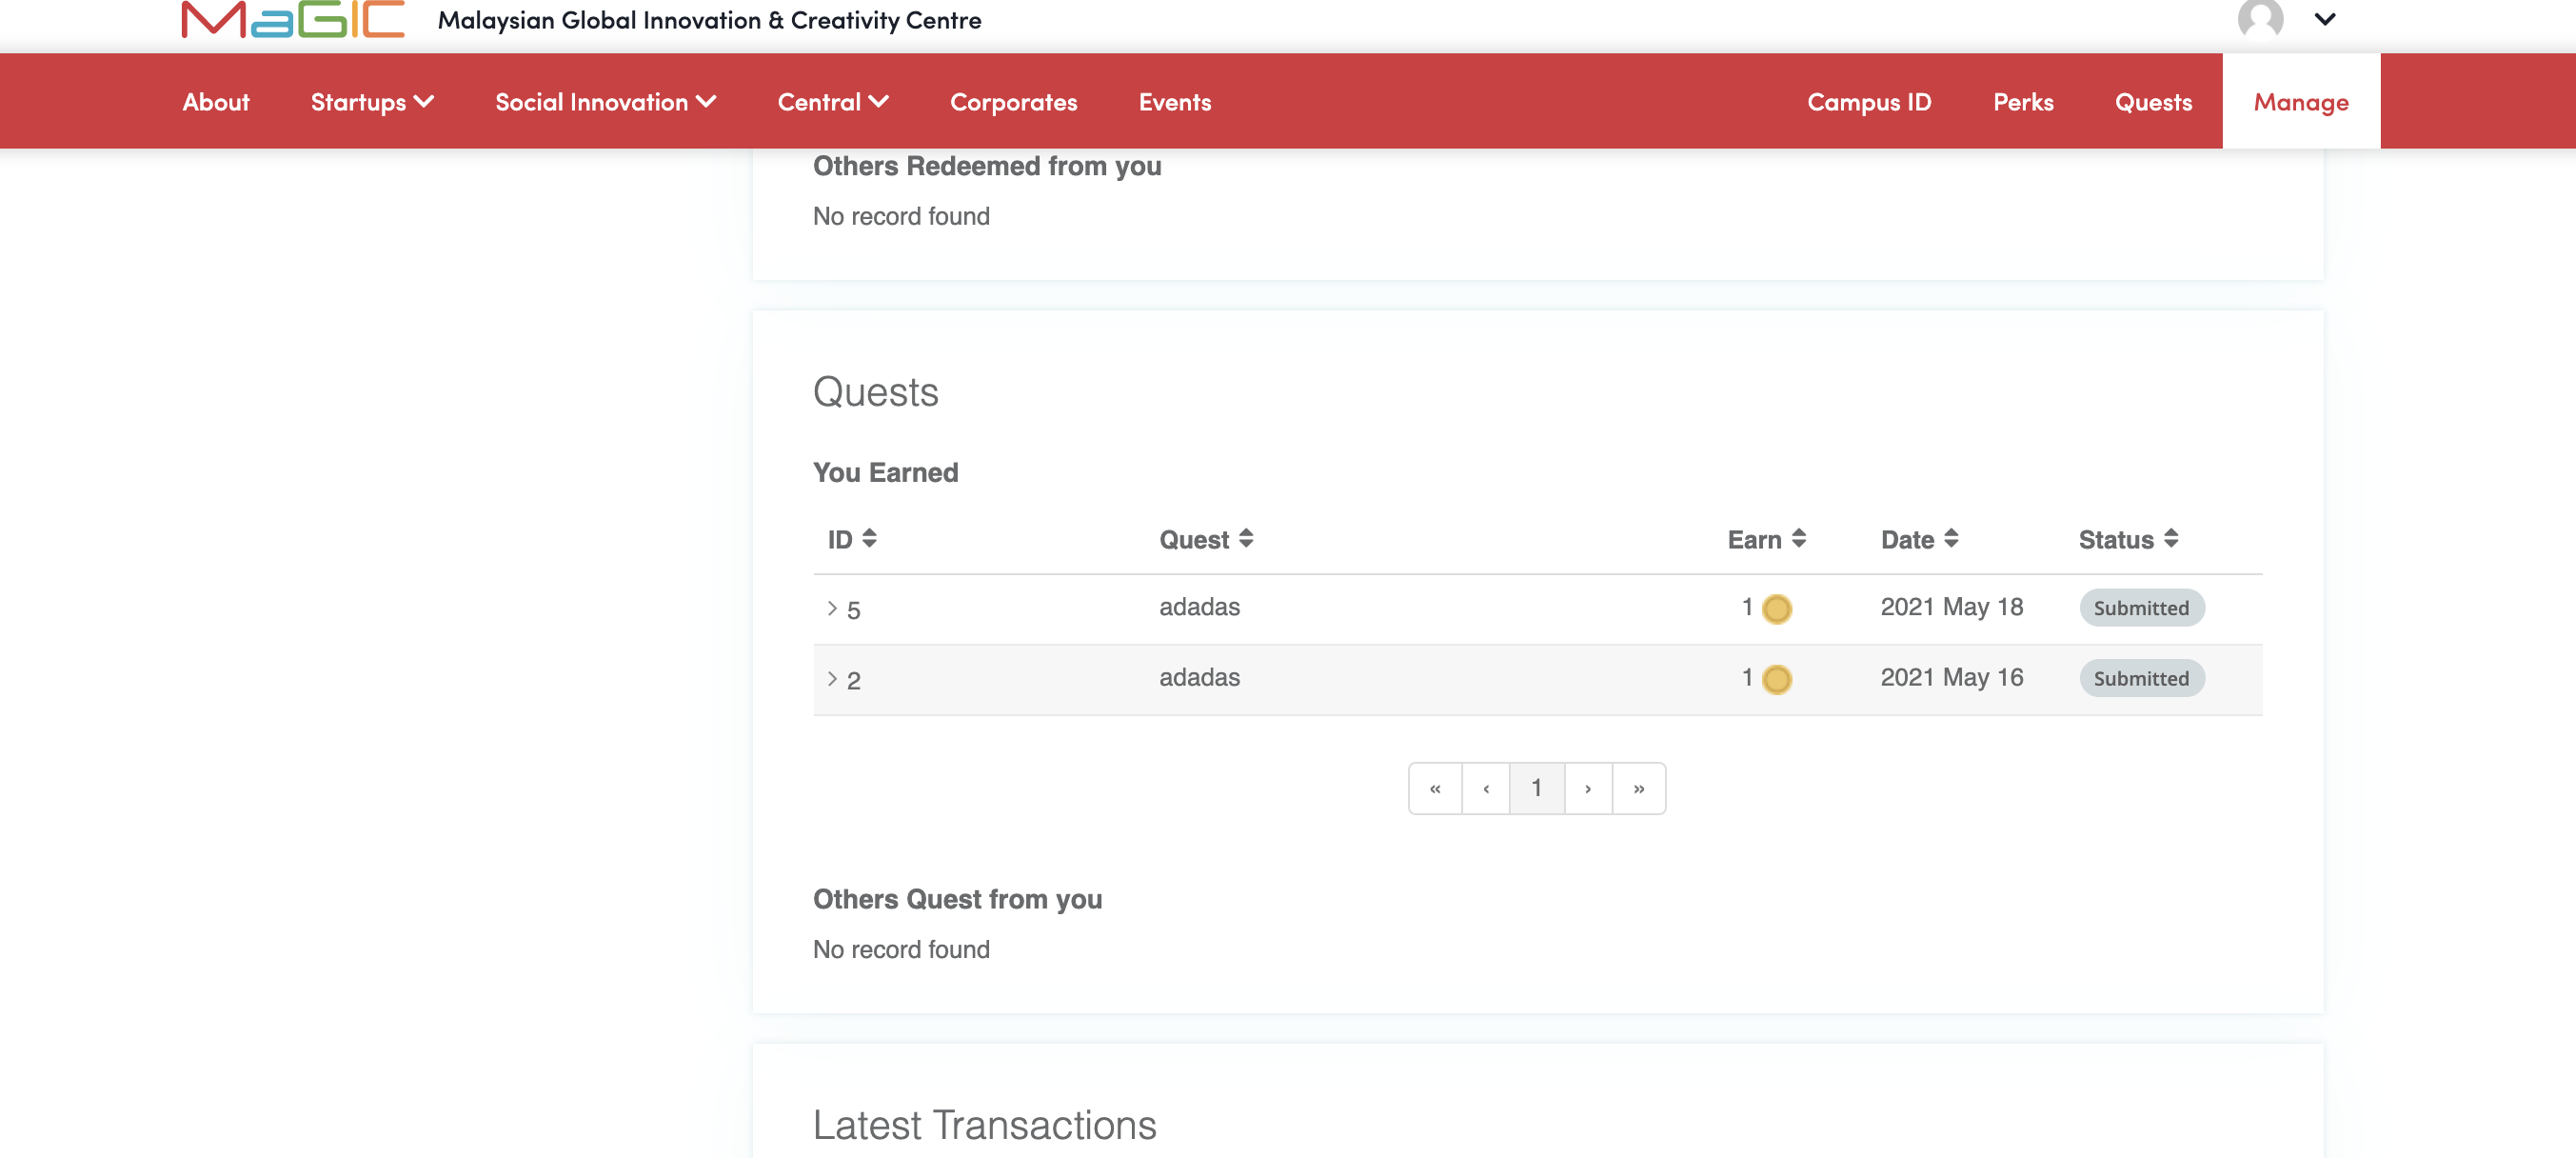 MaGIC Malaysian Global Innovation & Creativity Centre
About Startups Social Innovation Central Corporates Events Campus ID Perks Quests Manage
Others Redeemed from you
No record found
Quests
You Earned
ID Quest Earn Date Status
5 adadas 1 2021 May 18 Submitted
2 adadas 1 2021 May 16 Submitted
« ‹ 1 › »
Others Quest from you
No record found
Latest Transactions